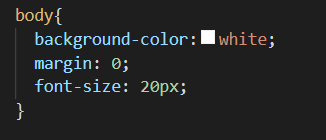 body{
background-color:white;
margin: 0;
font-size: 20px;
}